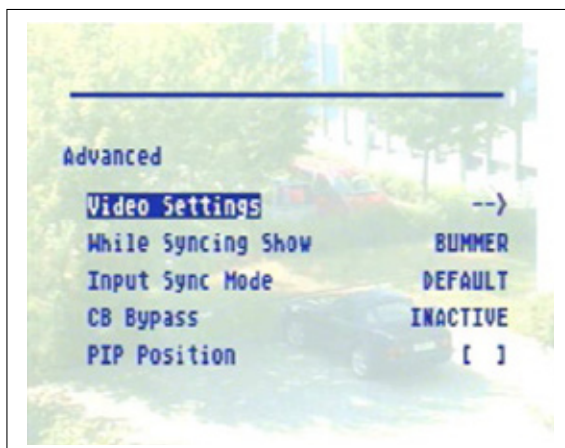 Advanced
Video Settings -->
While Syncing Show BUMMER
Input Sync Mode DEFAULT
CB Bypass INACTIVE
PIP Position [ ]